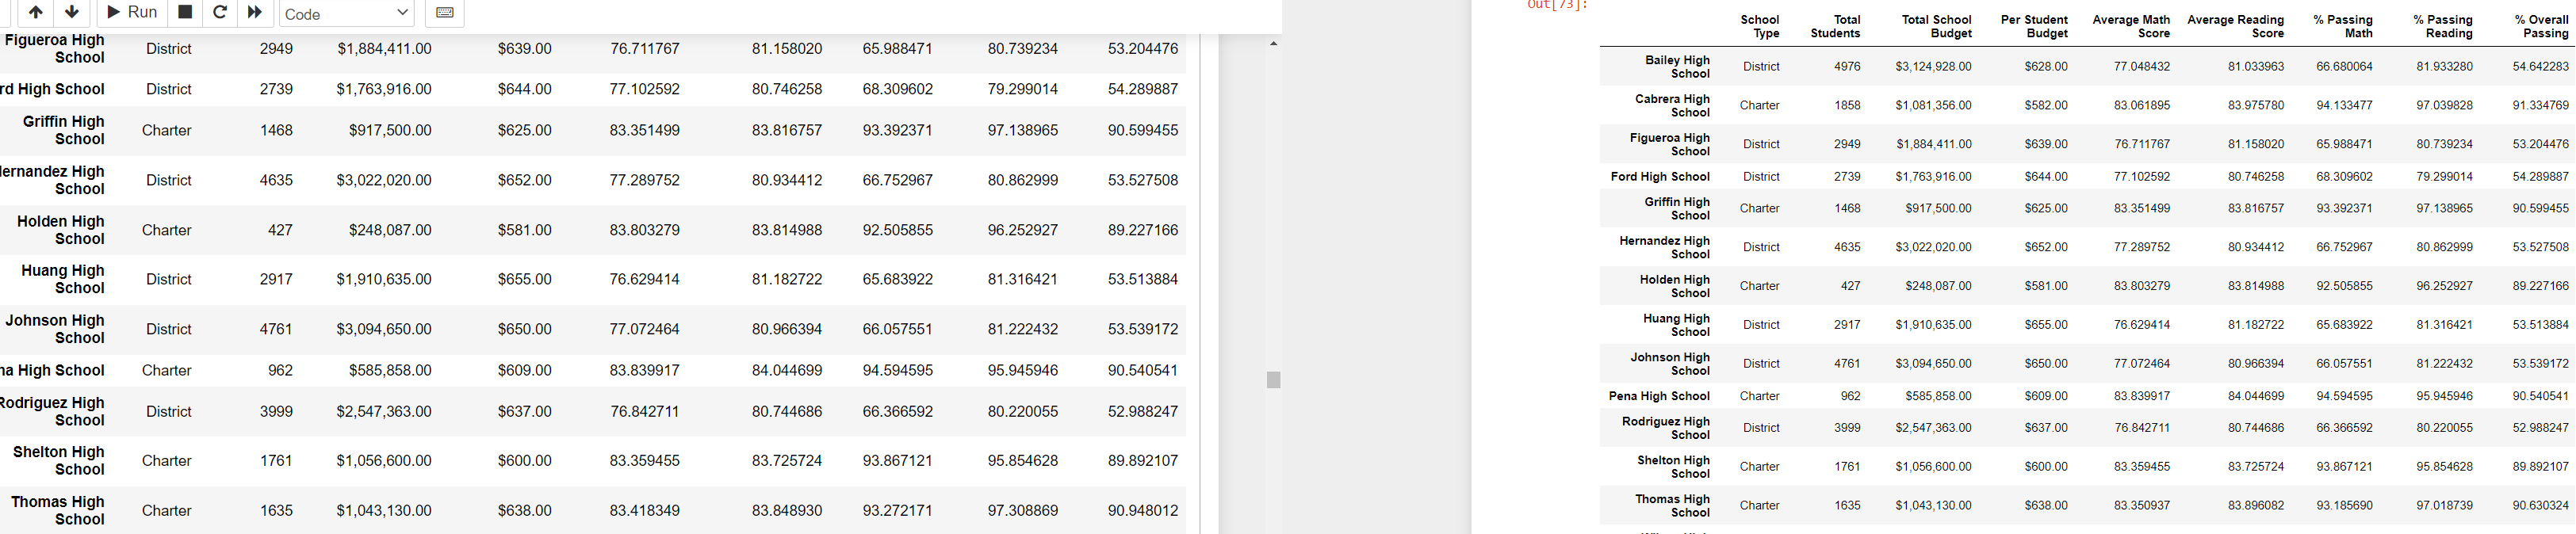 Run Code
Figueroa High
School District 2949 $1,884,411.00 $639.00 76.711767 81.158020 65.988471 80.739234 53.204476
rd High School District 2739 $1,763,916.00 $644.00 77.102592 80.746258 68.309602 79.299014 54.289887
Griffin High
School Charter 1468 $917,500.00 $625.00 83.351499 83.816757 93.392371 97.138965 90.599455
ernandez High
School District 4635 $3,022,020.00 $652.00 77.289752 80.934412 66.752967 80.862999 53.527508
Holden High
School Charter 427 $248,087.00 $581.00 83.803279 83.814988 92.505855 96.252927 89.227166
Huang High
School District 2917 $1,910,635.00 $655.00 76.629414 81.182722 65.683922 81.316421 53.513884
Johnson High
School District 4761 $3,094,650.00 $650.00 77.072464 80.966394 66.057551 81.222432 53.539172
na High School Charter 962 $585,858.00 $609.00 83.839917 84.044699 94.594595 95.945946 90.540541
Rodriguez High
School District 3999 $2,547,363.00 $637.00 76.842711 80.744686 66.366592 80.220055 52.988247
Shelton High
School Charter 1761 $1,056,600.00 $600.00 83.359455 83.725724 93.867121 95.854628 89.892107
Thomas High
School Charter 1635 $1,043,130.00 $638.00 83.418349 83.848930 93.272171 97.308869 90.948012
Out[73]:
School Total Total School Per Student Average Math Average Reading % Passing % Passing % Overall
Type Students Budget Budget Score Score Math Reading Passing
Bailey High
School District 4976 $3,124,928.00 $628.00 77.048432 81.033963 66.680064 81.933280 54.642283
Cabrera High
School Charter 1858 $1,081,356.00 $582.00 83.061895 83.975780 94.133477 97.039828 91.334769
Figueroa High
School District 2949 $1,884,411.00 $639.00 76.711767 81.158020 65.988471 80.739234 53.204476
Ford High School District 2739 $1,763,916.00 $644.00 77.102592 80.746258 68.309602 79.299014 54.289887
Griffin High
School Charter 1468 $917,500.00 $625.00 83.351499 83.816757 93.392371 97.138965 90.599455
Hernandez High
School District 4635 $3,022,020.00 $652.00 77.289752 80.934412 66.752967 80.862999 53.527508
Holden High
School Charter 427 $248,087.00 $581.00 83.803279 83.814988 92.505855 96.252927 89.227166
Huang High
School District 2917 $1,910,635.00 $655.00 76.629414 81.182722 65.683922 81.316421 53.513884
Johnson High
School District 4761 $3,094,650.00 $650.00 77.072464 80.966394 66.057551 81.222432 53.539172
Pena High School Charter 962 $585,858.00 $609.00 83.839917 84.044699 94.594595 95.945946 90.540541
Rodriguez High
School District 3999 $2,547,363.00 $637.00 76.842711 80.744686 66.366592 80.220055 52.988247
Shelton High
School Charter 1761 $1,056,600.00 $600.00 83.359455 83.725724 93.867121 95.854628 89.892107
Thomas High
School Charter 1635 $1,043,130.00 $638.00 83.350937 83.896082 93.185690 97.018739 90.630324